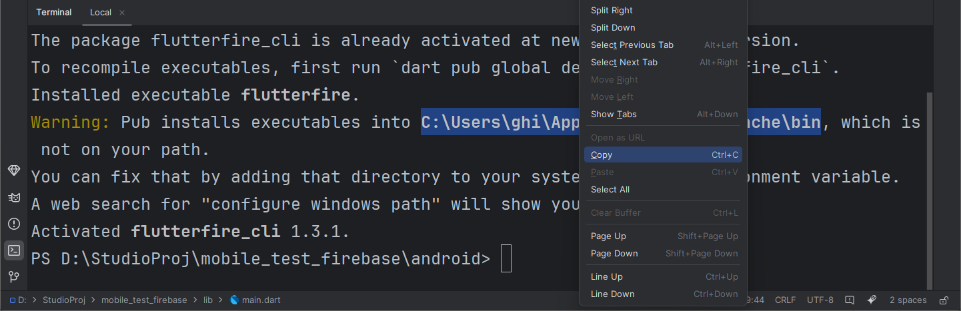 Terminal
Local
The package flutterfire_cli is already activated at new
rsion.
To recompile executables, first run `dart pub global de
fire_cli`.
Installed executable flutterfire.
Warning: Pub installs executables into C:\Users\ghi\App
che\bin, which is
not on your path.
You can fix that by adding that directory to your syste
onment variable.
A web search for "configure windows path" will show you
Activated flutterfire_cli 1.3.1.
PS D:\StudioProj\mobile_test_firebase\android>
Split Right
Split Down
Select Previous Tab Alt+Left
Select Next Tab Alt+Right
Move Right
Move Left
Show Tabs Alt+Down
Open as URL
Copy Ctrl+C
Paste Ctrl+V
Select All
Clear Buffer Ctrl+L
Page Up Shift+Page Up
Page Down Shift+Page Down
Line Up Ctrl+Up
Line Down Ctrl+Down
D: > StudioProj > mobile_test_firebase > lib > main.dart
9:44 CRLF UTF-8 2 spaces